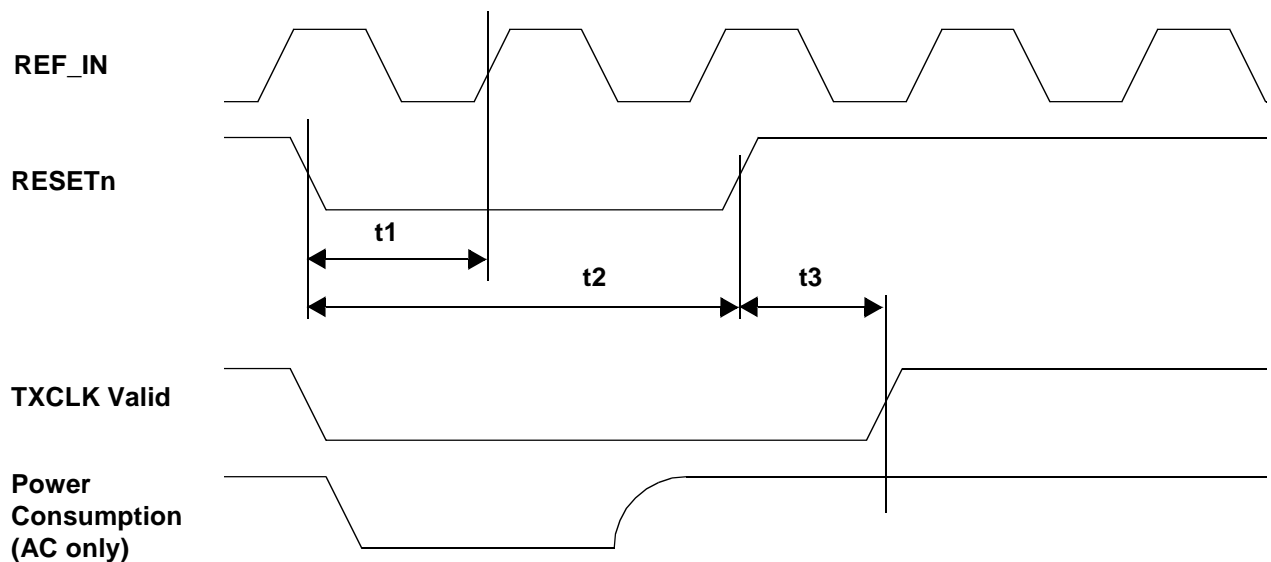 REF_IN
RESETn
t1
t2
t3
TXCLK Valid
Power
Consumption
(AC only)